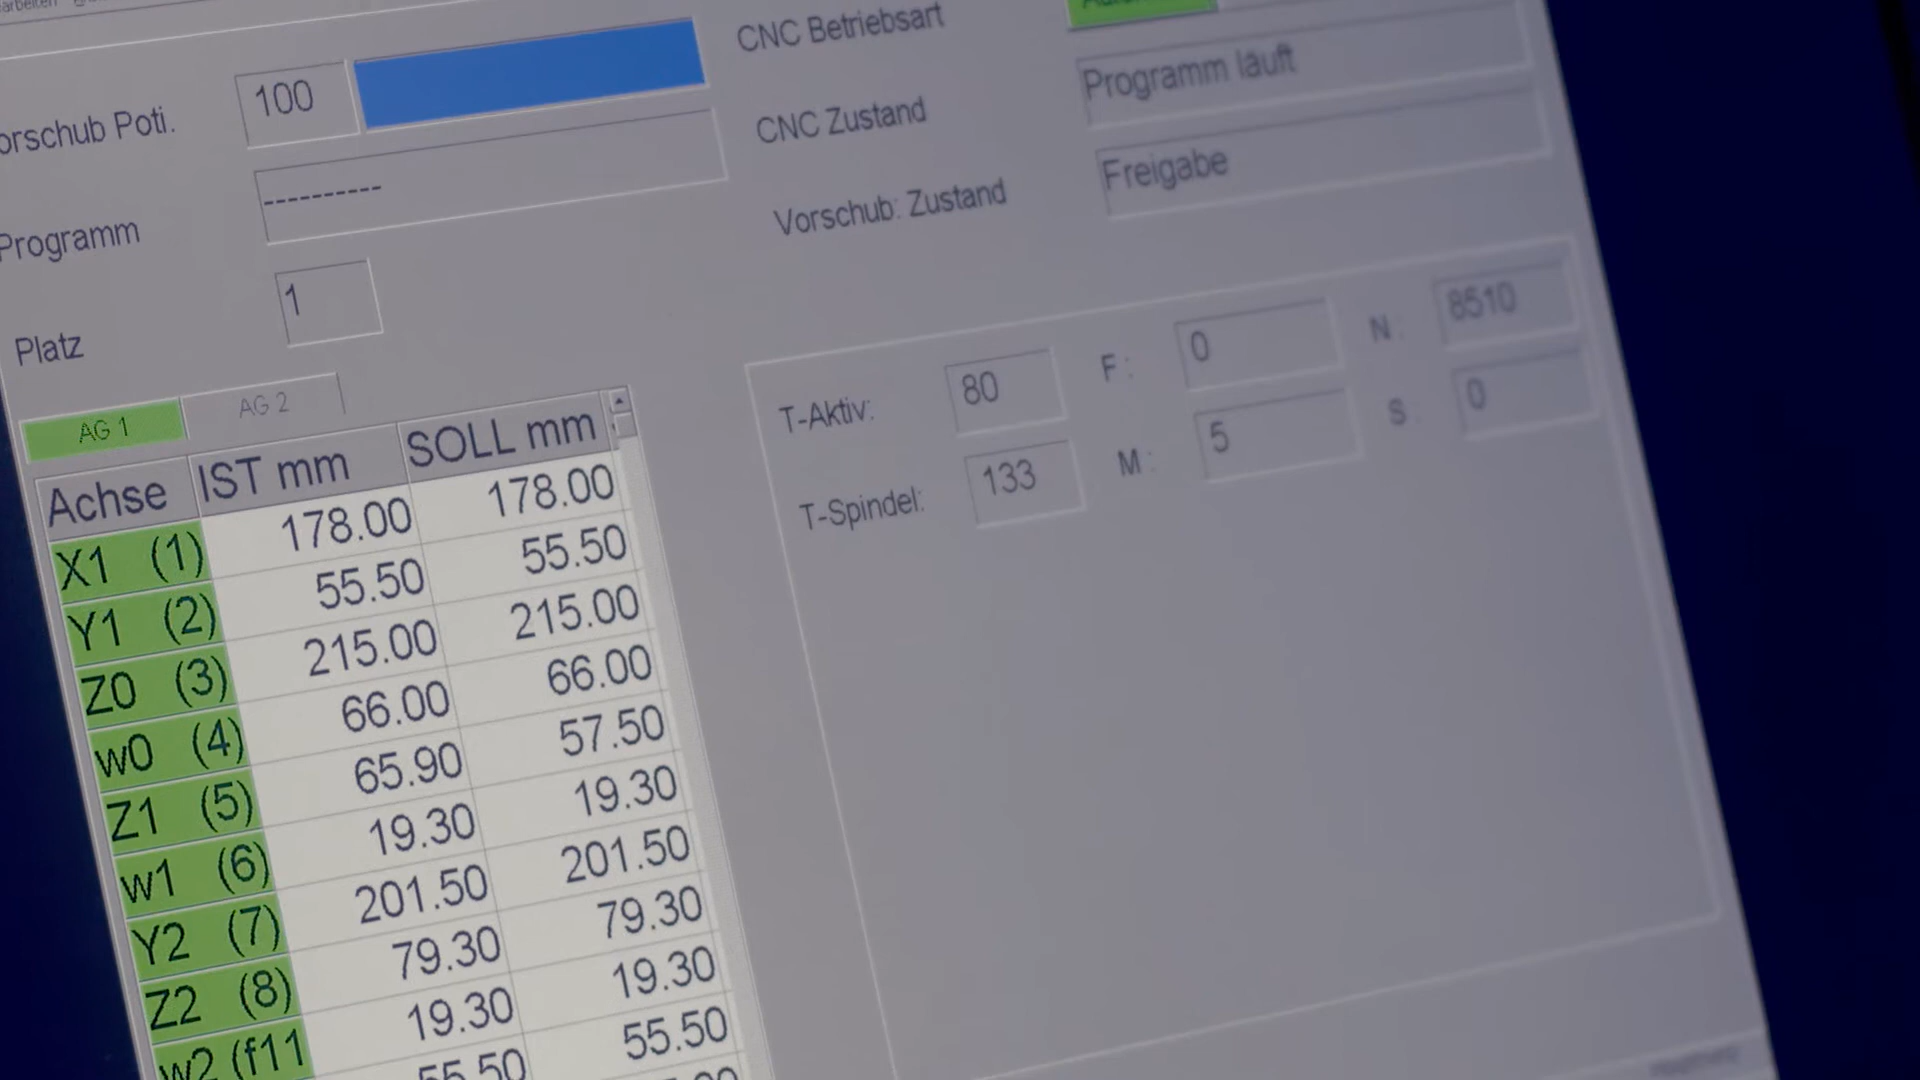 orschub Poti. 100
CNC Betriebsart
Programm ----------
CNC Zustand Programm läuft
Platz 1
Vorschub: Zustand Freigabe
AG 1 AG 2
Achse IST mm SOLL mm
X1 (1) 178.00 178.00
Y1 (2) 55.50 55.50
Z0 (3) 215.00 215.00
w0 (4) 66.00 66.00
Z1 (5) 65.90 57.50
w1 (6) 19.30 19.30
Y2 (7) 201.50 201.50
Z2 (8) 79.30 79.30
w2 (f11 19.30 19.30
55.50 55.50
T-Aktiv: 80 F: 0 N: 8510
T-Spindel: 133 M: 5 S: 0